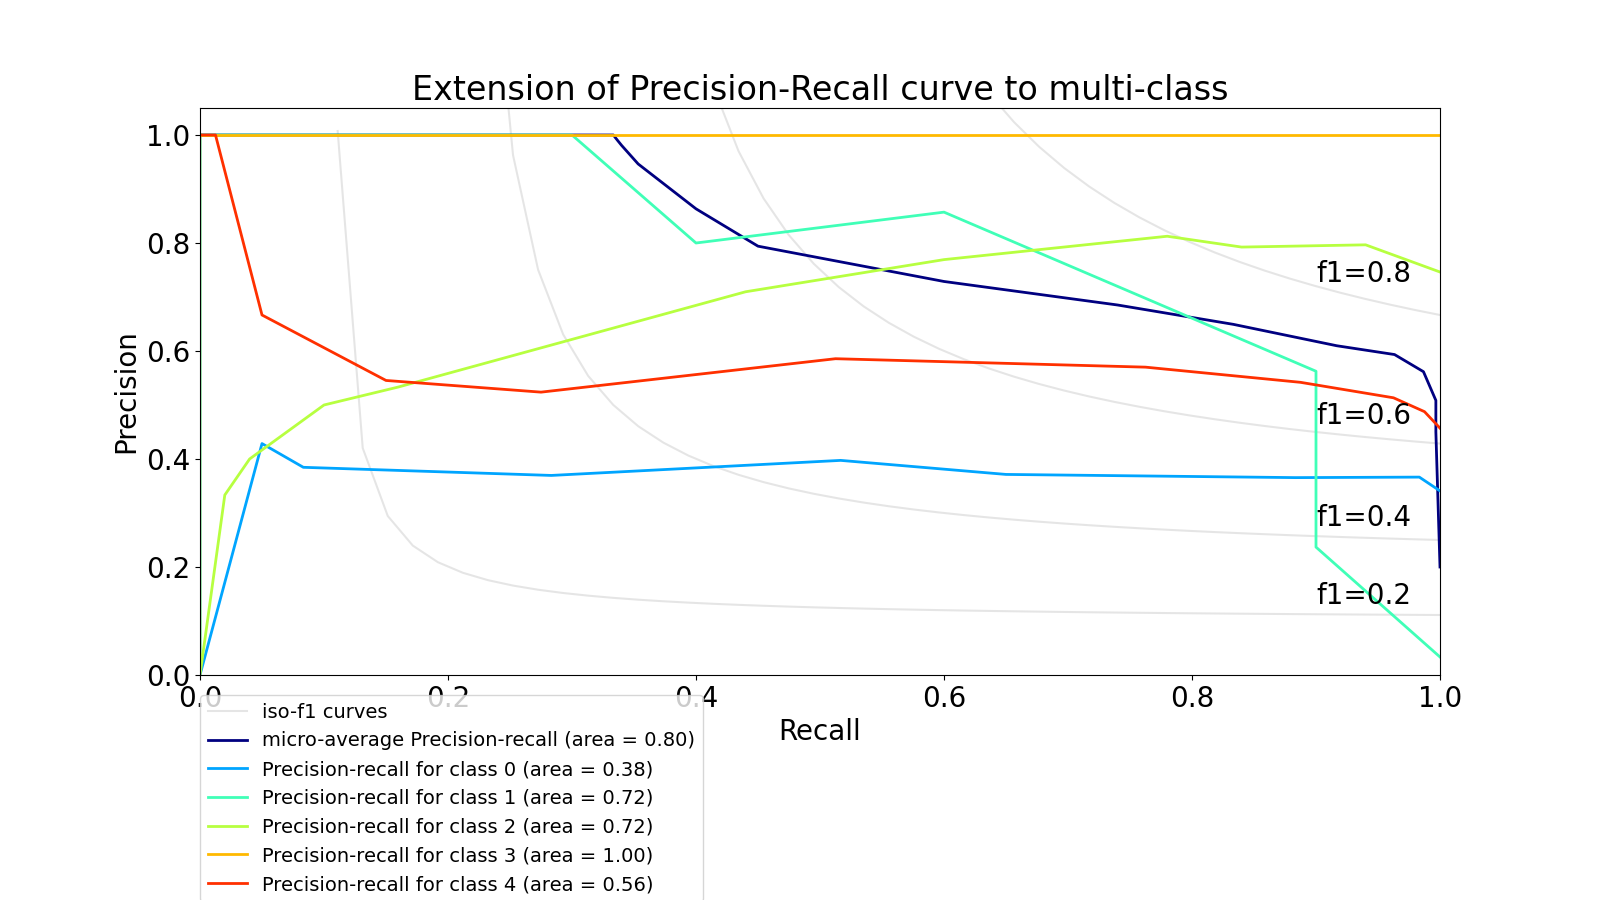 Extension of Precision-Recall curve to multi-class
1.0
0.8
0.6
0.4
0.2
0.0
Precision
f1=0.8
f1=0.6
f1=0.4
f1=0.2
0.0 0.2 0.4 0.6 0.8 1.0
Recall
iso-f1 curves
micro-average Precision-recall (area = 0.80)
Precision-recall for class 0 (area = 0.38)
Precision-recall for class 1 (area = 0.72)
Precision-recall for class 2 (area = 0.72)
Precision-recall for class 3 (area = 1.00)
Precision-recall for class 4 (area = 0.56)